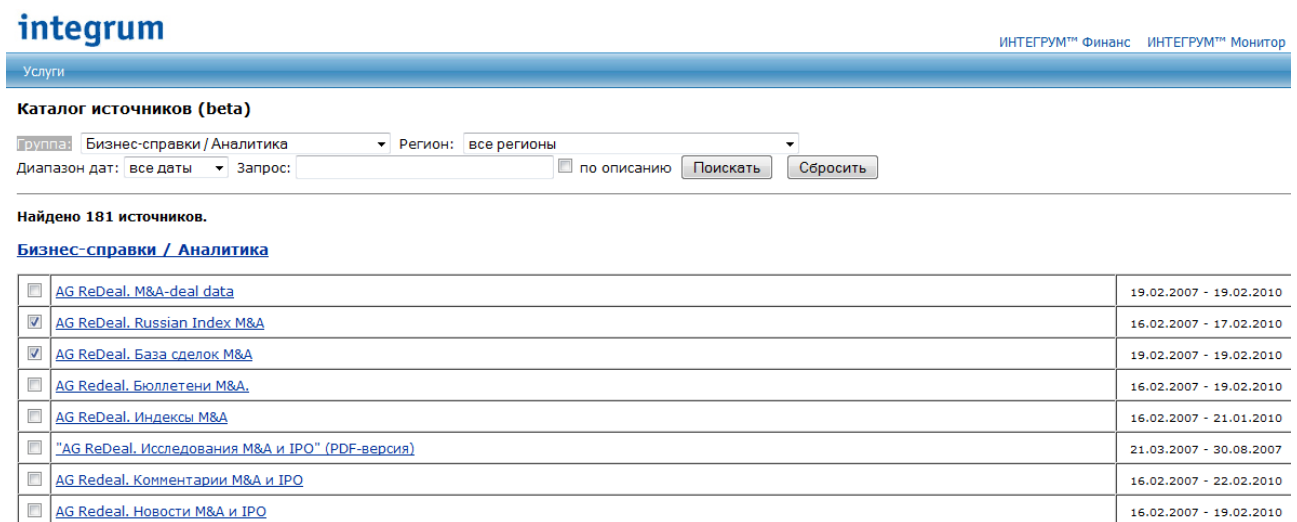 integrum
ИНТЕГРУМ™ Финанс ИНТЕГРУМ™ Монитор
Услуги
Каталог источников (beta)
Группа: Бизнес-справки / Аналитика Регион: все регионы
Диапазон дат: все даты Запрос: по описанию Поискать Сбросить
Найдено 181 источников.
Бизнес-справки / Аналитика
AG ReDeal. M&A-deal data 19.02.2007 - 19.02.2010
AG ReDeal. Russian Index M&A 16.02.2007 - 17.02.2010
AG ReDeal. База сделок M&A 19.02.2007 - 19.02.2010
AG Redeal. Бюллетени M&A. 16.02.2007 - 19.02.2010
AG ReDeal. Индексы M&A 16.02.2007 - 21.01.2010
"AG ReDeal. Исследования M&A и IPO" (PDF-версия) 21.03.2007 - 30.08.2007
AG Redeal. Комментарии M&A и IPO 16.02.2007 - 22.02.2010
AG Redeal. Новости M&A и IPO 16.02.2007 - 19.02.2010